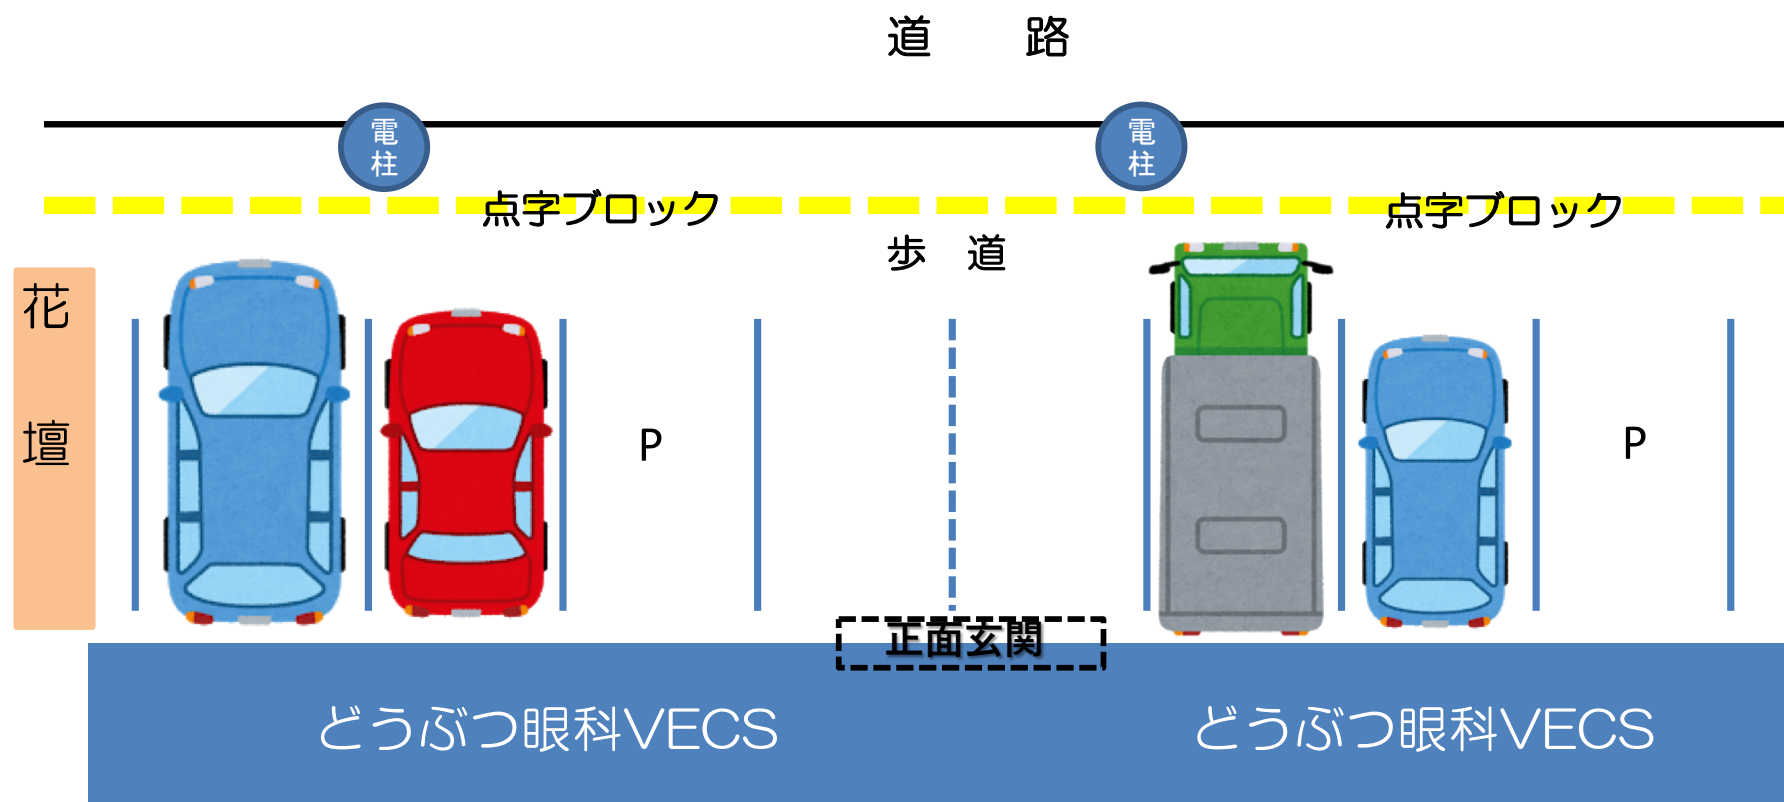 道 路
電柱
電柱
点字ブロック
点字ブロック
歩 道
花壇
P
P
正面玄関
どうぶつ眼科VECS
どうぶつ眼科VECS